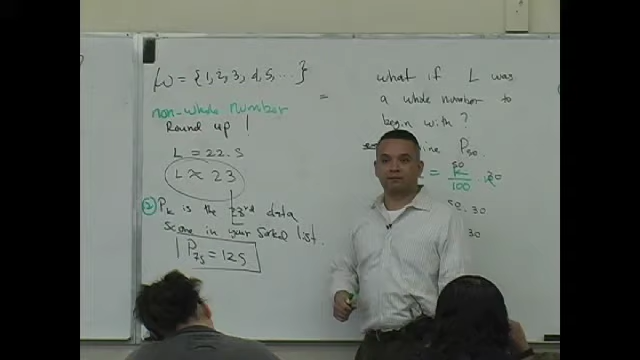 W = {1, 2, 3, 4, 5, ...}
non-whole number
Round up!
L = 22.5
L ≈ 23
② Pk is the 23rd data
score in your sorted list.
P75 = 125
=
what if L was
a whole number to
begin with?
P50.
= 50
100 · 30
50. 30
30